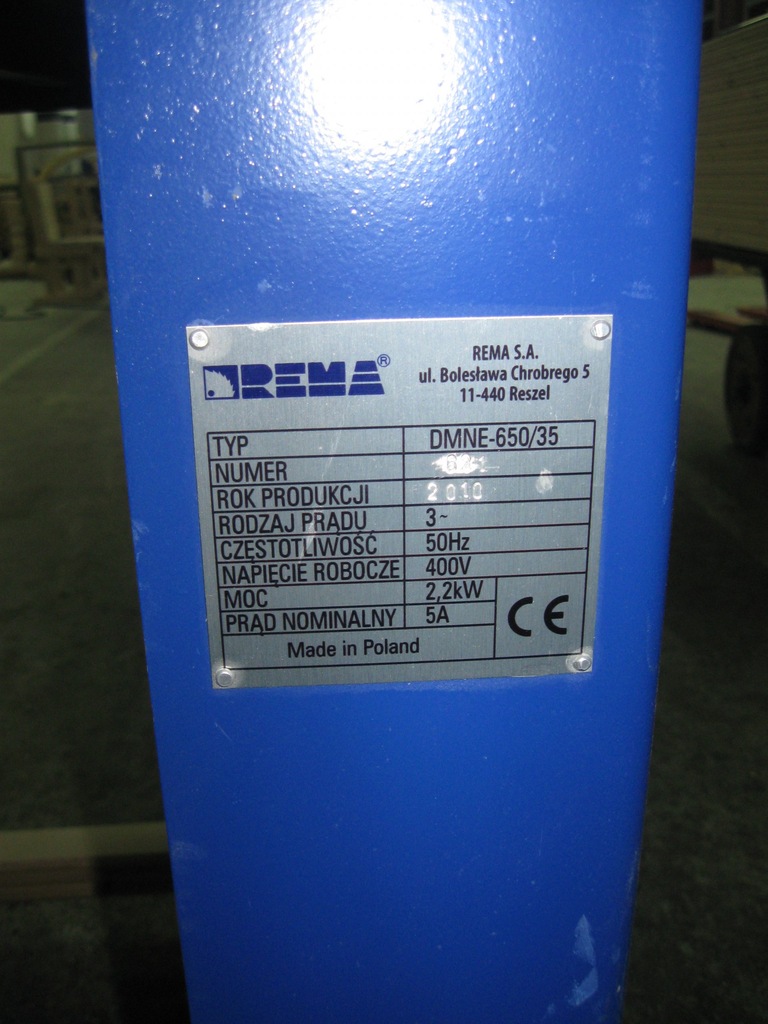 REMA®
REMA S.A.
ul. Bolesława Chrobrego 5
11-440 Reszel
TYP DMNE-650/35
NUMER
ROK PRODUKCJI 2010
RODZAJ PRĄDU 3~
CZĘSTOTLIWOŚĆ 50Hz
NAPIĘCIE ROBOCZE 400V
MOC 2,2kW
PRĄD NOMINALNY 5A
CE
Made in Poland